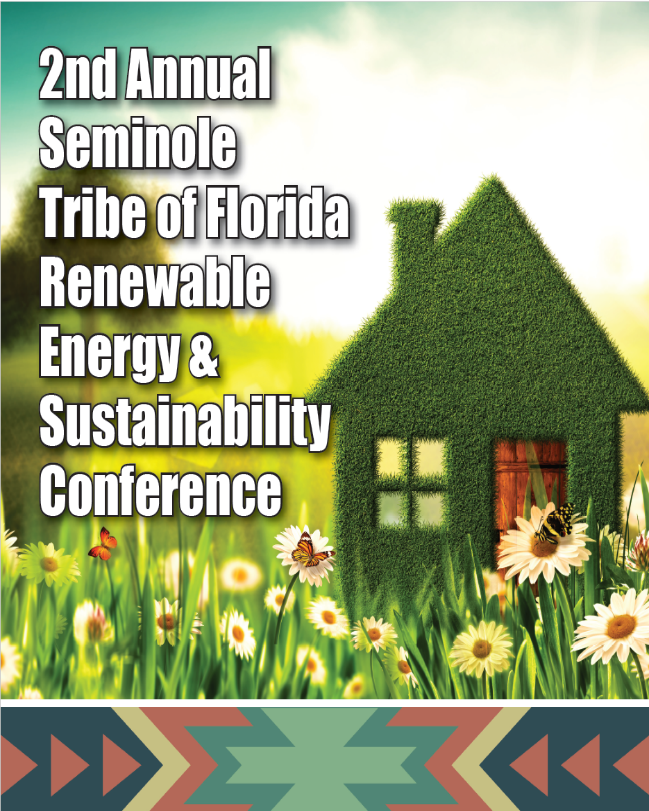 2nd Annual
Seminole
Tribe of Florida
Renewable
Energy &
Sustainability
Conference